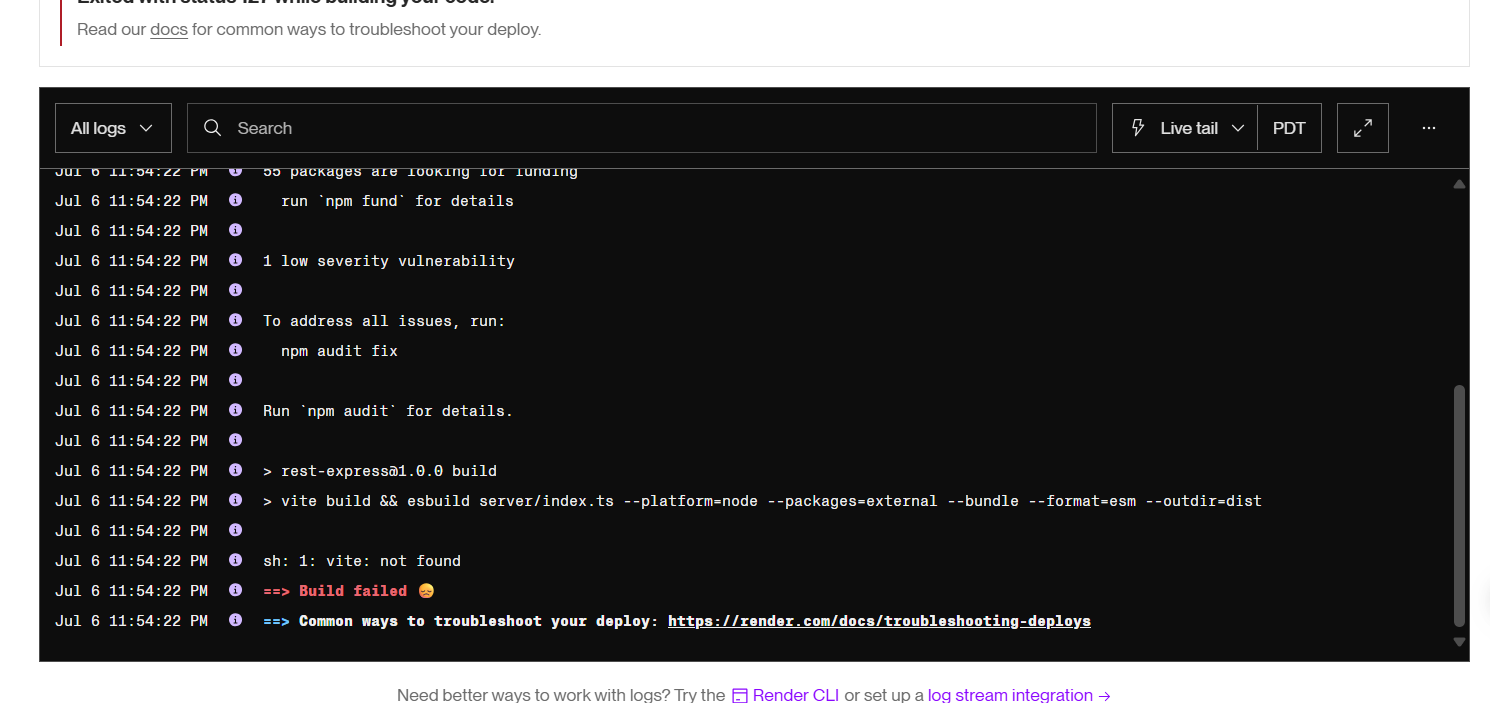 Exited with status 127 while building your code.
Read our docs for common ways to troubleshoot your deploy.
All logs
Search
Live tail
PDT
Jul 6 11:54:22 PM 55 packages are looking for funding
Jul 6 11:54:22 PM run `npm fund` for details
Jul 6 11:54:22 PM
Jul 6 11:54:22 PM 1 low severity vulnerability
Jul 6 11:54:22 PM
Jul 6 11:54:22 PM To address all issues, run:
Jul 6 11:54:22 PM npm audit fix
Jul 6 11:54:22 PM
Jul 6 11:54:22 PM Run `npm audit` for details.
Jul 6 11:54:22 PM
Jul 6 11:54:22 PM > rest-express@1.0.0 build
Jul 6 11:54:22 PM > vite build && esbuild server/index.ts --platform=node --packages=external --bundle --format=esm --outdir=dist
Jul 6 11:54:22 PM
Jul 6 11:54:22 PM sh: 1: vite: not found
Jul 6 11:54:22 PM ==> Build failed 😞
Jul 6 11:54:22 PM ==> Common ways to troubleshoot your deploy: https://render.com/docs/troubleshooting-deploys
Need better ways to work with logs? Try the Render CLI or set up a log stream integration →